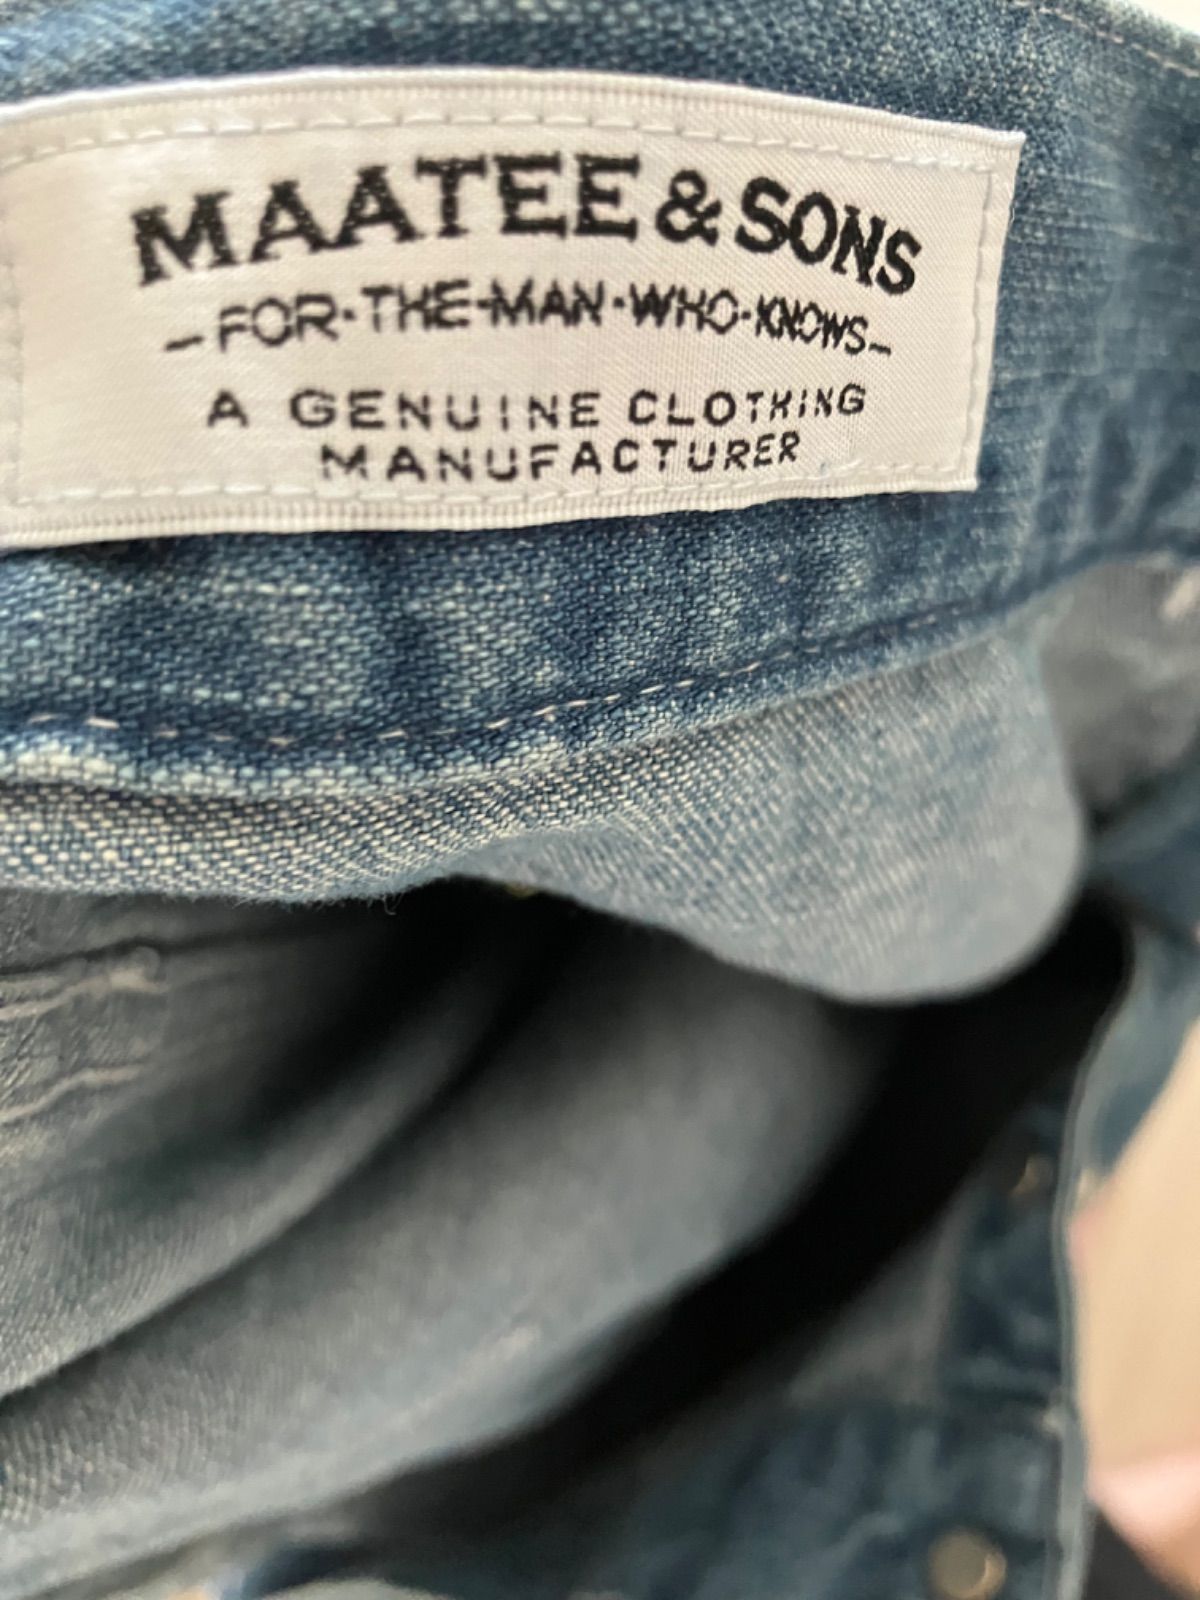 MAATEE & SONS
-FOR·THE·MAN·WHO·KNOWS-
A GENUINE CLOTHING
MANUFACTURER